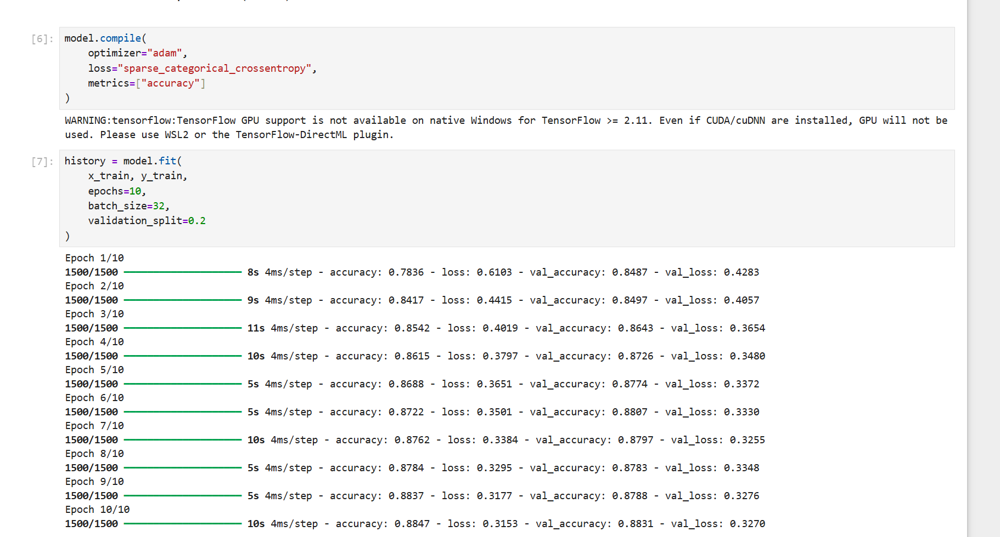 [6]: model.compile(
    optimizer="adam",
    loss="sparse_categorical_crossentropy",
    metrics=["accuracy"]
)
WARNING:tensorflow:TensorFlow GPU support is not available on native Windows for TensorFlow >= 2.11. Even if CUDA/cuDNN are installed, GPU will not be
used. Please use WSL2 or the TensorFlow-DirectML plugin.
[7]: history = model.fit(
    x_train, y_train,
    epochs=10,
    batch_size=32,
    validation_split=0.2
)
Epoch 1/10
1500/1500 8s 4ms/step - accuracy: 0.7836 - loss: 0.6103 - val_accuracy: 0.8487 - val_loss: 0.4283
Epoch 2/10
1500/1500 9s 4ms/step - accuracy: 0.8417 - loss: 0.4415 - val_accuracy: 0.8497 - val_loss: 0.4057
Epoch 3/10
1500/1500 11s 4ms/step - accuracy: 0.8542 - loss: 0.4019 - val_accuracy: 0.8643 - val_loss: 0.3654
Epoch 4/10
1500/1500 10s 4ms/step - accuracy: 0.8615 - loss: 0.3797 - val_accuracy: 0.8726 - val_loss: 0.3480
Epoch 5/10
1500/1500 5s 4ms/step - accuracy: 0.8688 - loss: 0.3651 - val_accuracy: 0.8774 - val_loss: 0.3372
Epoch 6/10
1500/1500 5s 4ms/step - accuracy: 0.8722 - loss: 0.3501 - val_accuracy: 0.8807 - val_loss: 0.3330
Epoch 7/10
1500/1500 10s 4ms/step - accuracy: 0.8762 - loss: 0.3384 - val_accuracy: 0.8797 - val_loss: 0.3255
Epoch 8/10
1500/1500 5s 4ms/step - accuracy: 0.8784 - loss: 0.3295 - val_accuracy: 0.8783 - val_loss: 0.3348
Epoch 9/10
1500/1500 5s 4ms/step - accuracy: 0.8837 - loss: 0.3177 - val_accuracy: 0.8788 - val_loss: 0.3276
Epoch 10/10
1500/1500 10s 4ms/step - accuracy: 0.8847 - loss: 0.3153 - val_accuracy: 0.8831 - val_loss: 0.3270